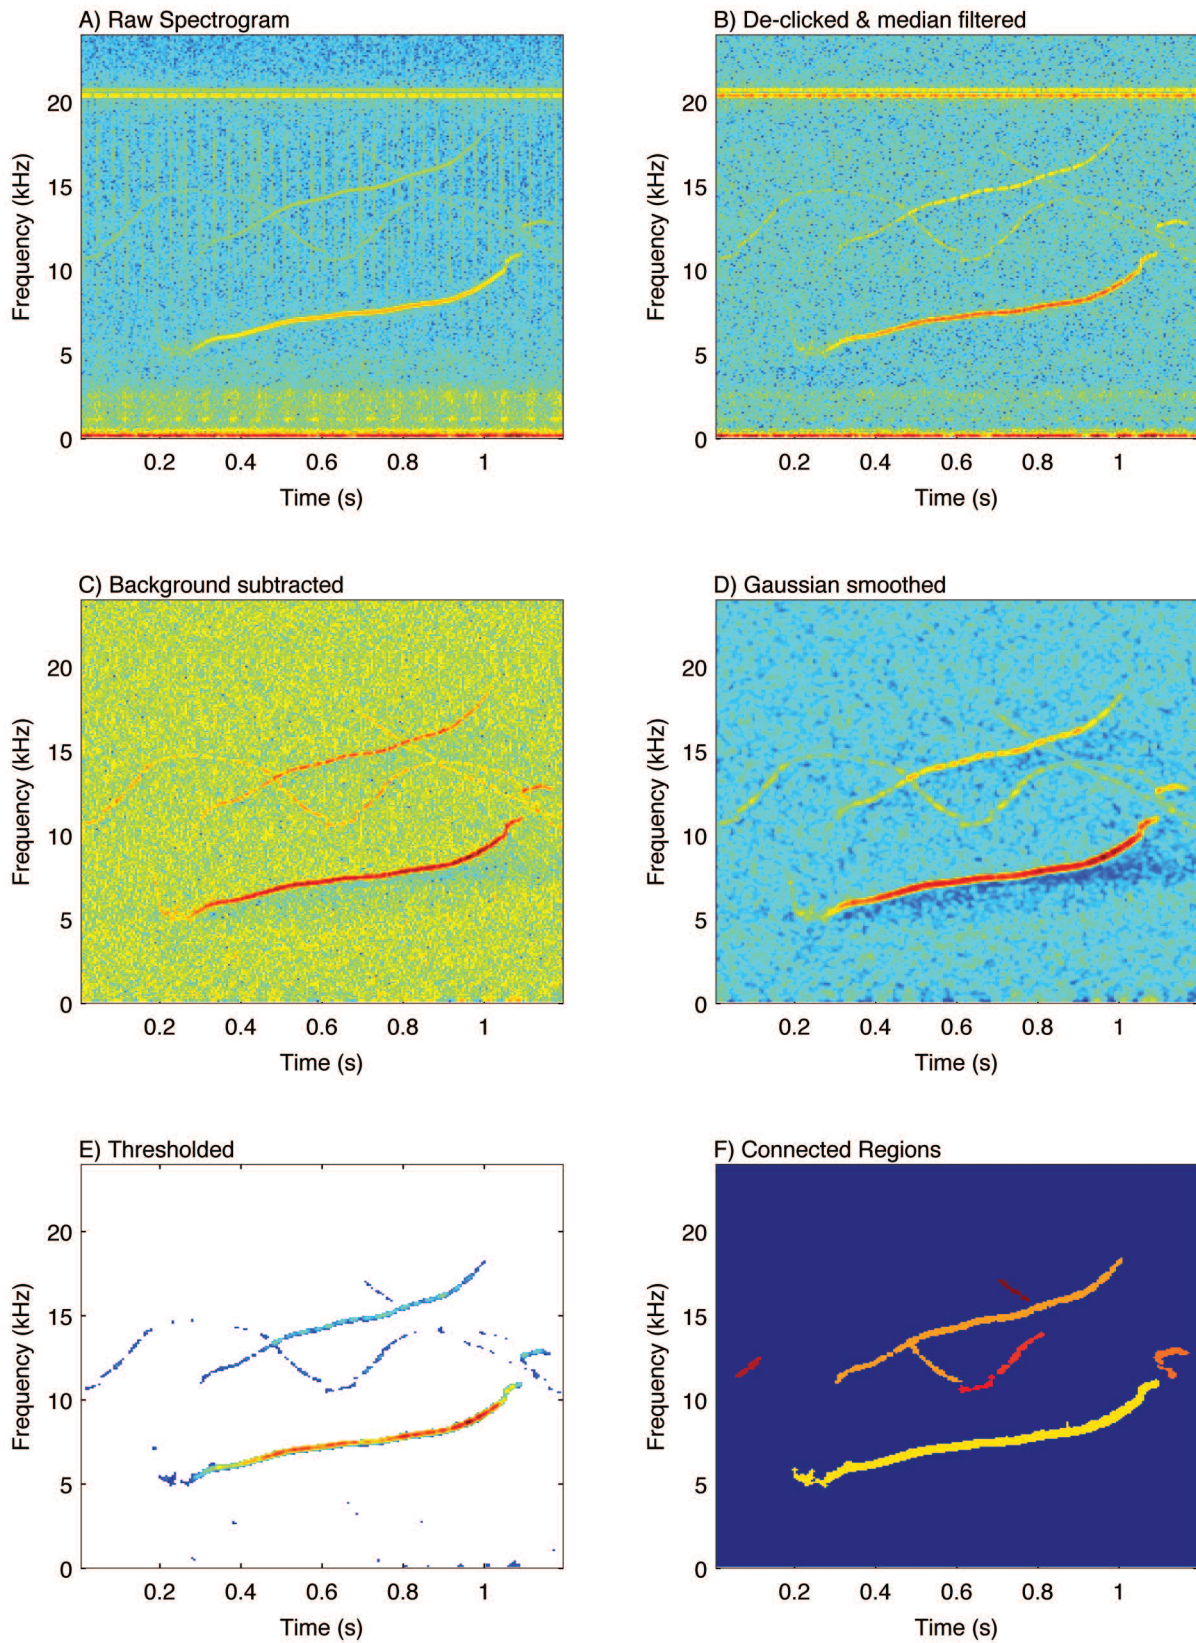 A) Raw Spectrogram
B) De-clicked & median filtered
Frequency (kHz)
20
15
10
5
0
0.2 0.4 0.6 0.8 1
Time (s)
Frequency (kHz)
20
15
10
5
0
0.2 0.4 0.6 0.8 1
Time (s)
C) Background subtracted
D) Gaussian smoothed
Frequency (kHz)
20
15
10
5
0
0.2 0.4 0.6 0.8 1
Time (s)
Frequency (kHz)
20
15
10
5
0
0.2 0.4 0.6 0.8 1
Time (s)
E) Thresholded
F) Connected Regions
Frequency (kHz)
20
15
10
5
0
0.2 0.4 0.6 0.8 1
Time (s)
Frequency (kHz)
20
15
10
5
0
0.2 0.4 0.6 0.8 1
Time (s)